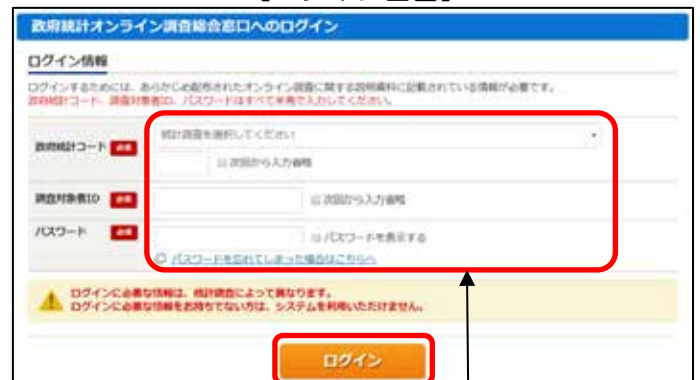 政府統計オンライン調査総合窓口へのログイン
ログイン情報
ログインするためには、あらかじめ配布されたオンライン調査に関する説明資料に記載されている情報が必要です。
政府統計コード、調査対象者ID、パスワードはすべて半角で入力してください。
政府統計コード 必須
統計調査を選択してください
次回から入力省略
調査対象者ID 必須
次回から入力省略
パスワード 必須
パスワードを表示する
パスワードを忘れてしまった場合はこちらへ
ログインに必要な情報は、統計調査によって異なります。
ログインに必要な情報をお持ちでない方は、システムを利用いただけません。
ログイン